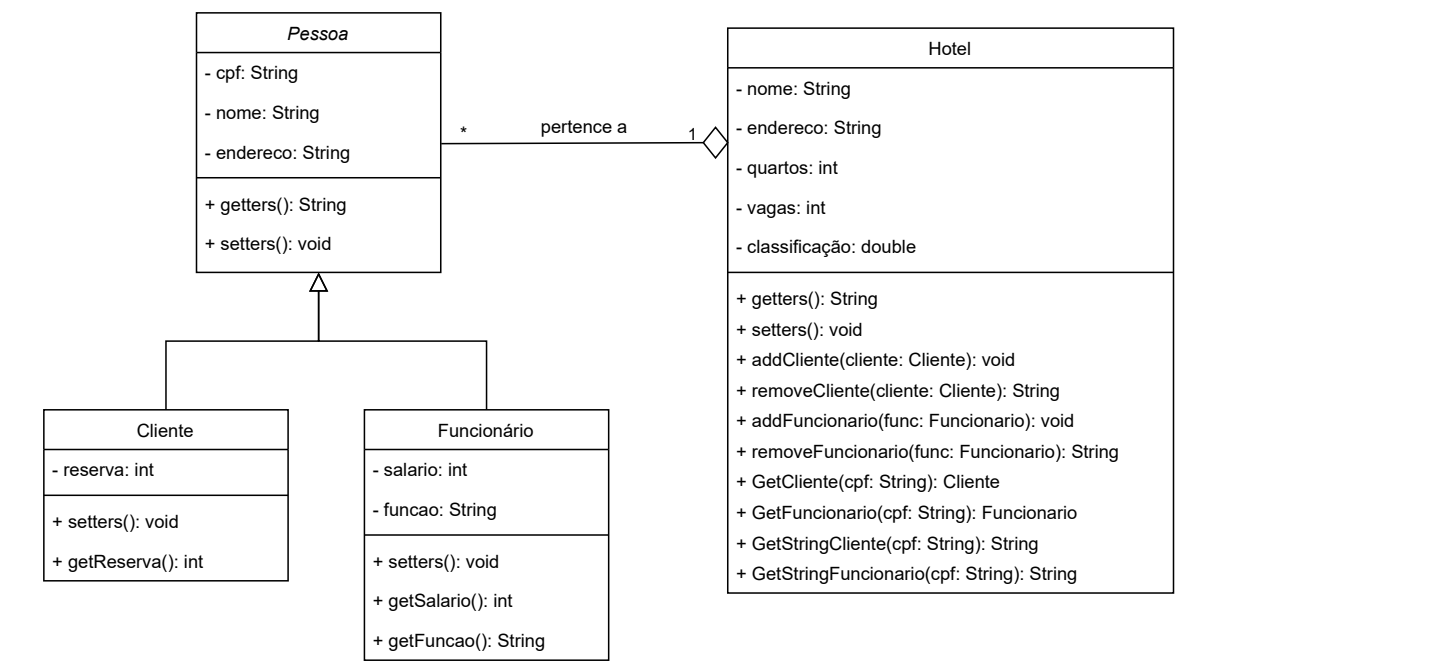 Pessoa
- cpf: String
- nome: String
- endereco: String
+ getters(): String
+ setters(): void
* pertence a 1
Hotel
- nome: String
- endereco: String
- quartos: int
- vagas: int
- classificação: double
+ getters(): String
+ setters(): void
+ addCliente(cliente: Cliente): void
+ removeCliente(cliente: Cliente): String
+ addFuncionario(func: Funcionario): void
+ removeFuncionario(func: Funcionario): String
+ GetCliente(cpf: String): Cliente
+ GetFuncionario(cpf: String): Funcionario
+ GetStringCliente(cpf: String): String
+ GetStringFuncionario(cpf: String): String
Cliente
- reserva: int
+ setters(): void
+ getReserva(): int
Funcionário
- salario: int
- funcao: String
+ setters(): void
+ getSalario(): int
+ getFuncao(): String